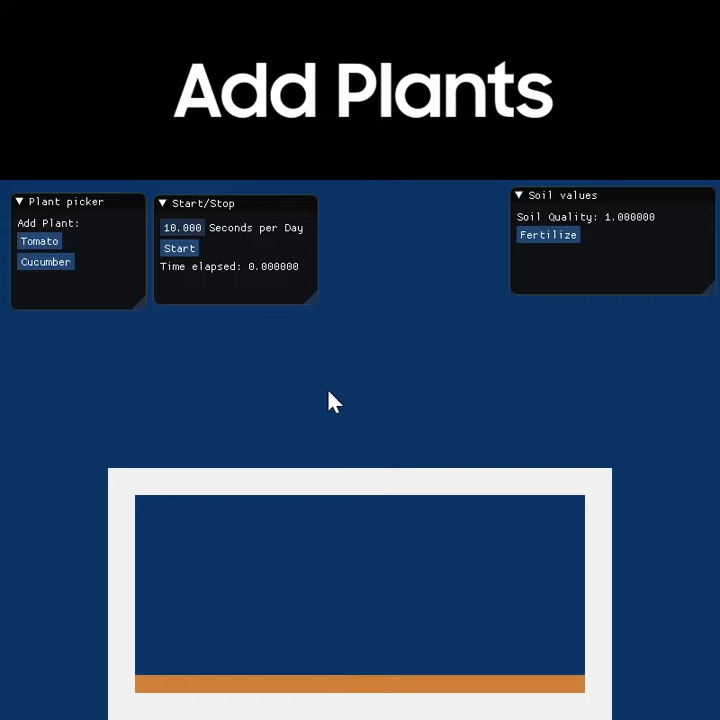 Add Plants
Plant picker
Add Plant:
Tomato
Cucumber
Start/Stop
10.000 Seconds per Day
Start
Time elapsed: 0.000000
Soil values
Soil Quality: 1.000000
Fertilize